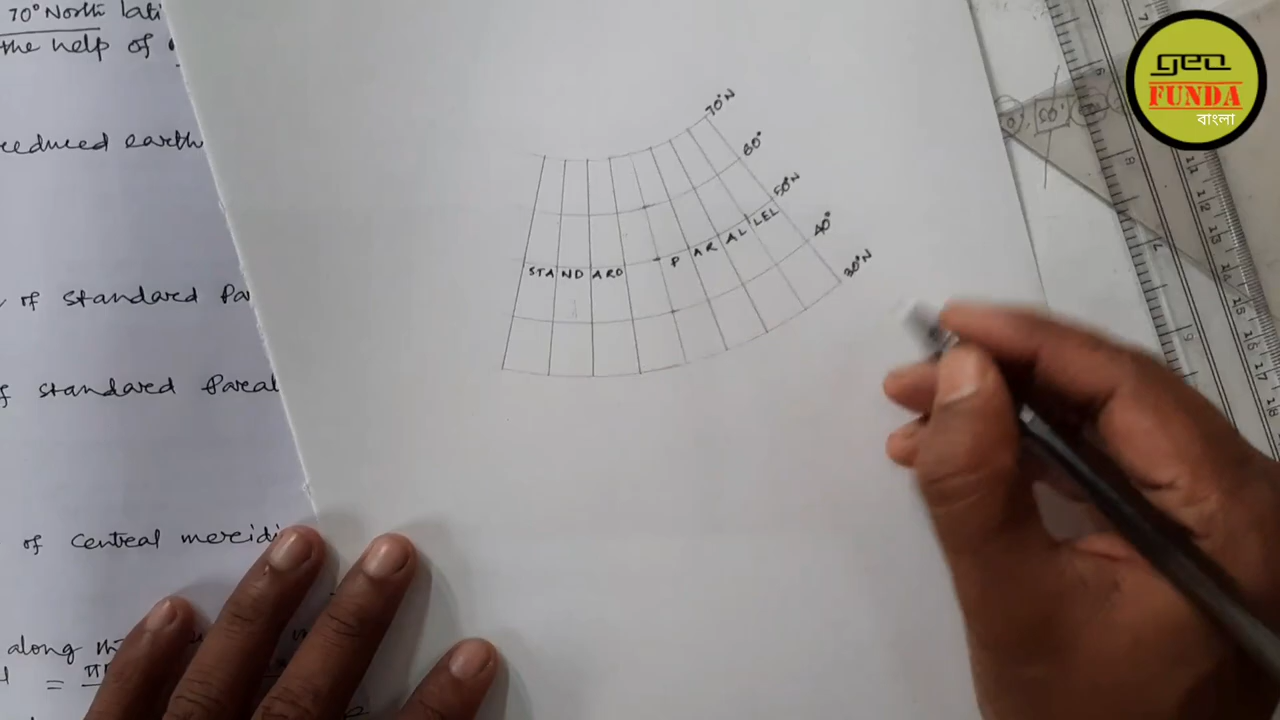 70° North lati
the help of
reduced earth
of standard Par
of standard Paral
of central meridi
along
=
70°N
60°
50°N
40°
30°N
STANDARD PARALLEL
geo
FUNDA
বাংলা